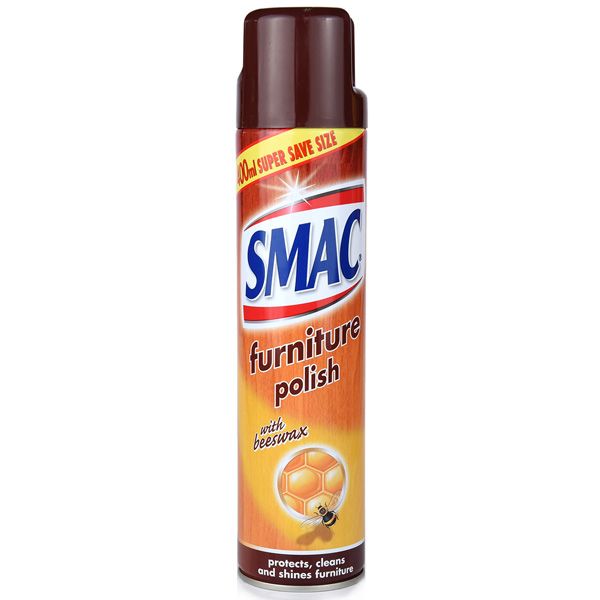 00ml SUPER SAVE SIZE
SMAC
furniture
polish
with
beeswax
protects, cleans
and shines furniture